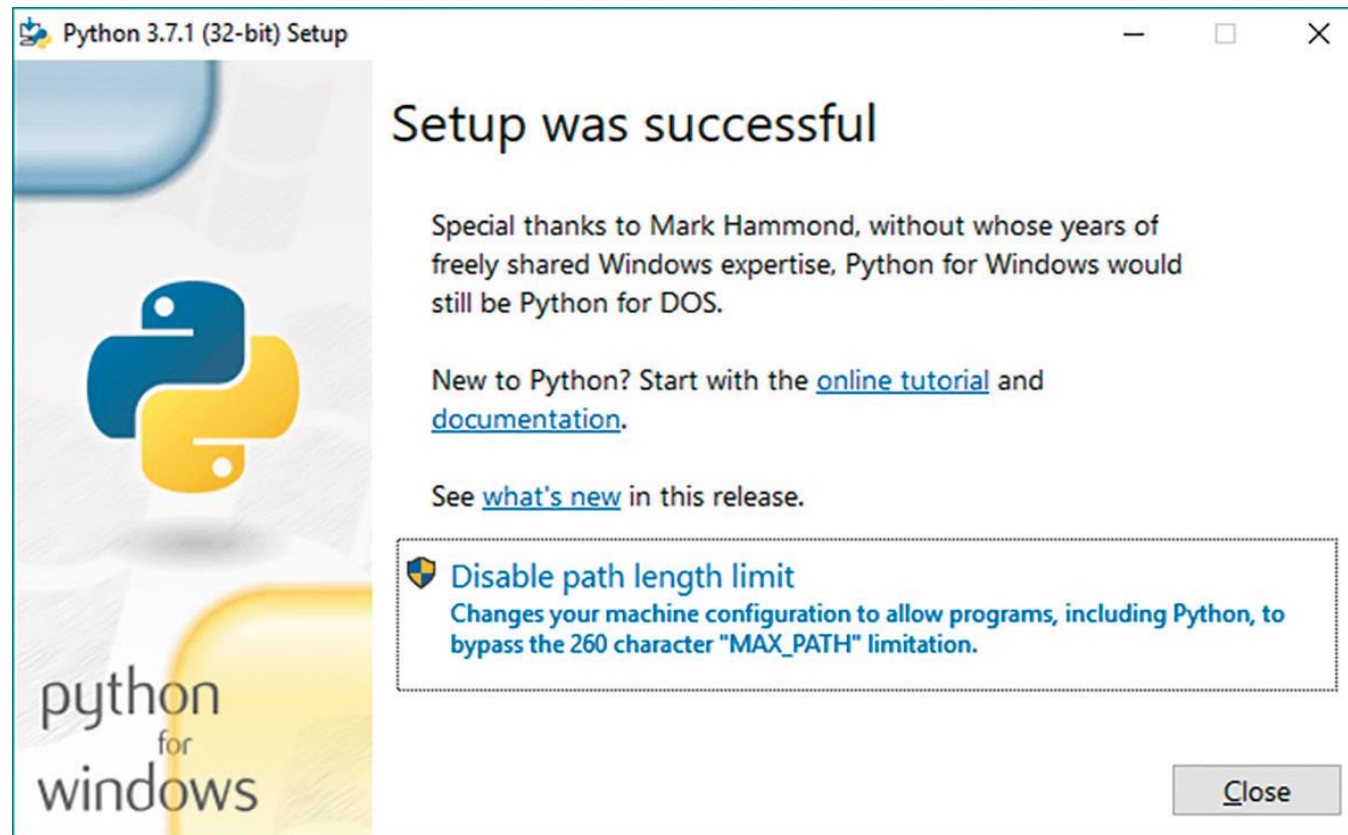 Python 3.7.1 (32-bit) Setup
Setup was successful
Special thanks to Mark Hammond, without whose years of
freely shared Windows expertise, Python for Windows would
still be Python for DOS.
New to Python? Start with the online tutorial and
documentation.
See what's new in this release.
Disable path length limit
Changes your machine configuration to allow programs, including Python, to
bypass the 260 character "MAX_PATH" limitation.
python
for
windows
Close